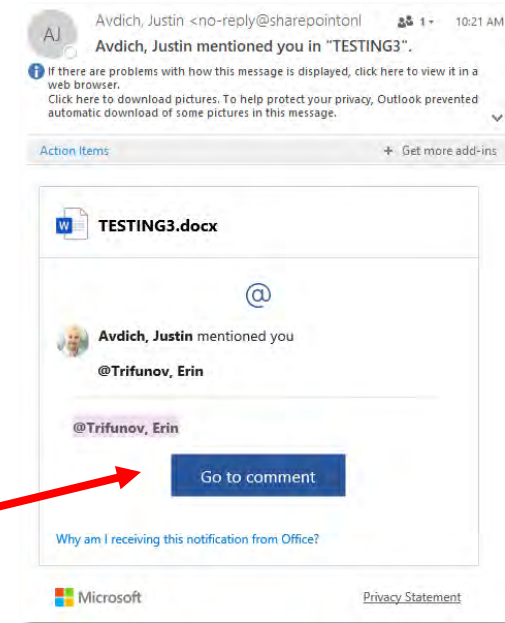 AJ
Avdich, Justin <no-reply@sharepointonl
1
10:21 AM
Avdich, Justin mentioned you in "TESTING3".
If there are problems with how this message is displayed, click here to view it in a
web browser.
Click here to download pictures. To help protect your privacy, Outlook prevented
automatic download of some pictures in this message.
Action Items
+ Get more add-ins
W
TESTING3.docx
@
Avdich, Justin mentioned you
@Trifunov, Erin
@Trifunov, Erin
Go to comment
Why am I receiving this notification from Office?
Microsoft
Privacy Statement